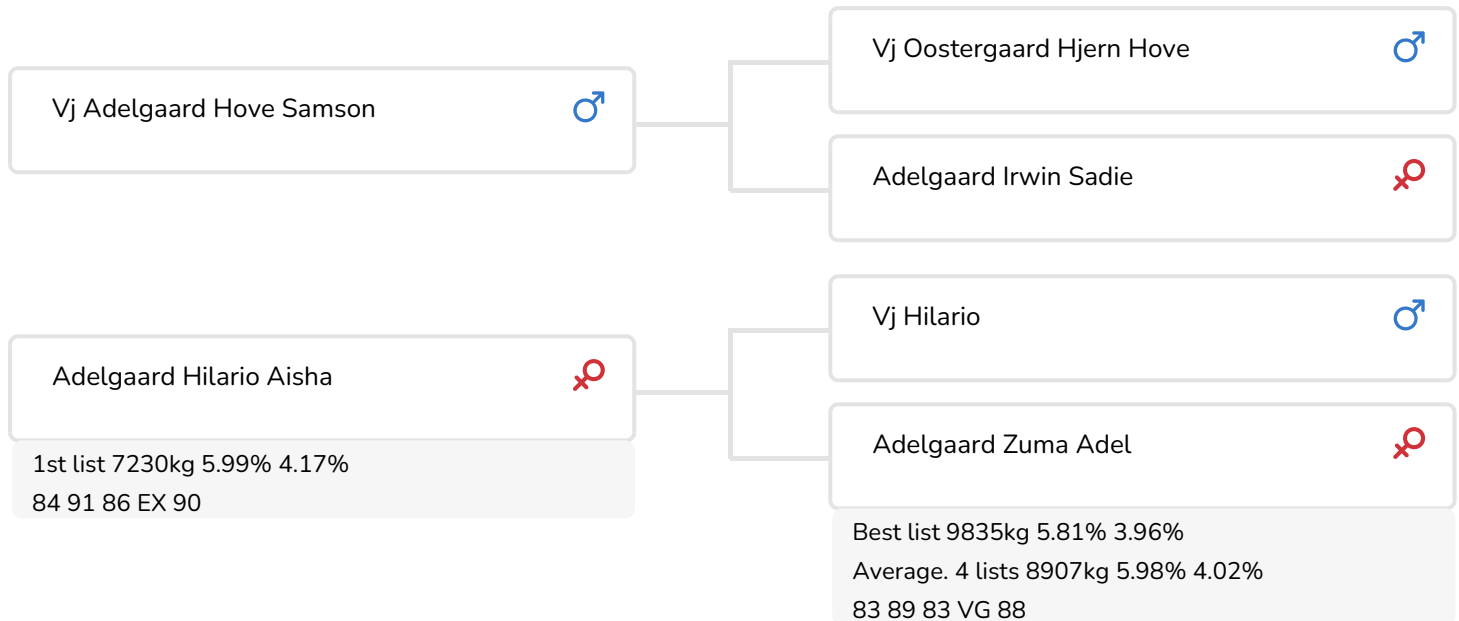 Vj Adelgaard Hove Samson
Vj Oostergaard Hjern Hove
Adelgaard Irwin Sadie
Adelgaard Hilario Aisha
1st list 7230kg 5.99% 4.17%
84 91 86 EX 90
Vj Hilario
Adelgaard Zuma Adel
Best list 9835kg 5.81% 3.96%
Average. 4 lists 8907kg 5.98% 4.02%
83 89 83 VG 88